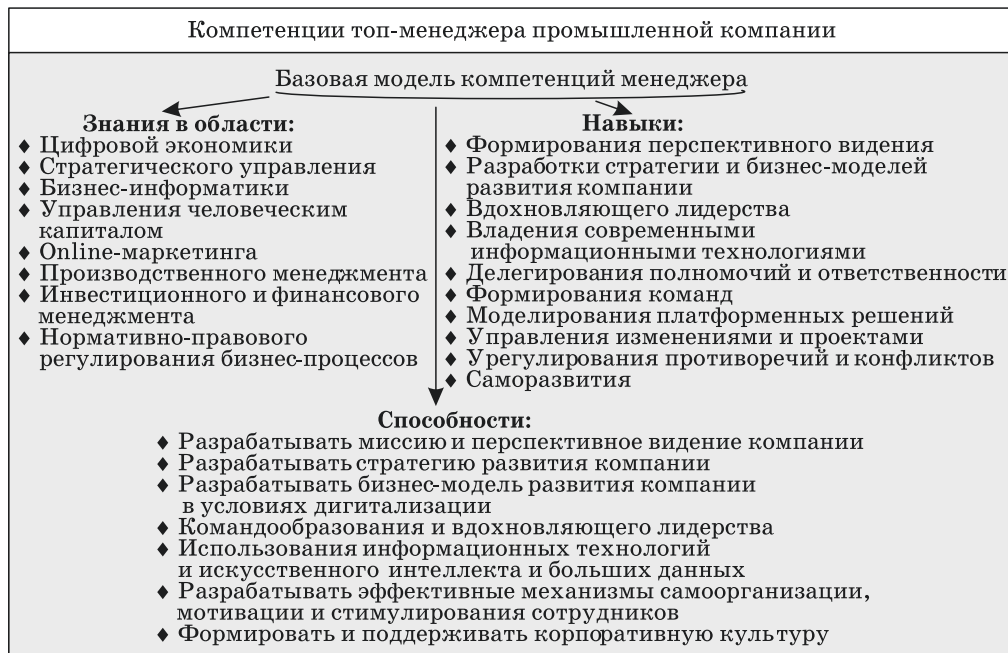 Компетенции топ-менеджера промышленной компании
Базовая модель компетенций менеджера
Знания в области:
♦ Цифровой экономики
♦ Стратегического управления
♦ Бизнес-информатики
♦ Управления человеческим
капиталом
♦ Online-маркетинга
♦ Производственного менеджмента
♦ Инвестиционного и финансового
менеджмента
♦ Нормативно-правового
регулирования бизнес-процессов
Навыки:
♦ Формирования перспективного видения
♦ Разработки стратегии и бизнес-моделей
развития компании
♦ Вдохновляющего лидерства
♦ Владения современными
информационными технологиями
♦ Делегирования полномочий и ответственности
♦ Формирования команд
♦ Моделирования платформенных решений
♦ Управления изменениями и проектами
♦ Урегулирования противоречий и конфликтов
♦ Саморазвития
Способности:
♦ Разрабатывать миссию и перспективное видение компании
♦ Разрабатывать стратегию развития компании
♦ Разрабатывать бизнес-модель развития компании
в условиях дигитализации
♦ Командообразования и вдохновляющего лидерства
♦ Использования информационных технологий
и искусственного интеллекта и больших данных
♦ Разрабатывать эффективные механизмы самоорганизации,
мотивации и стимулирования сотрудников
♦ Формировать и поддерживать корпоративную культуру